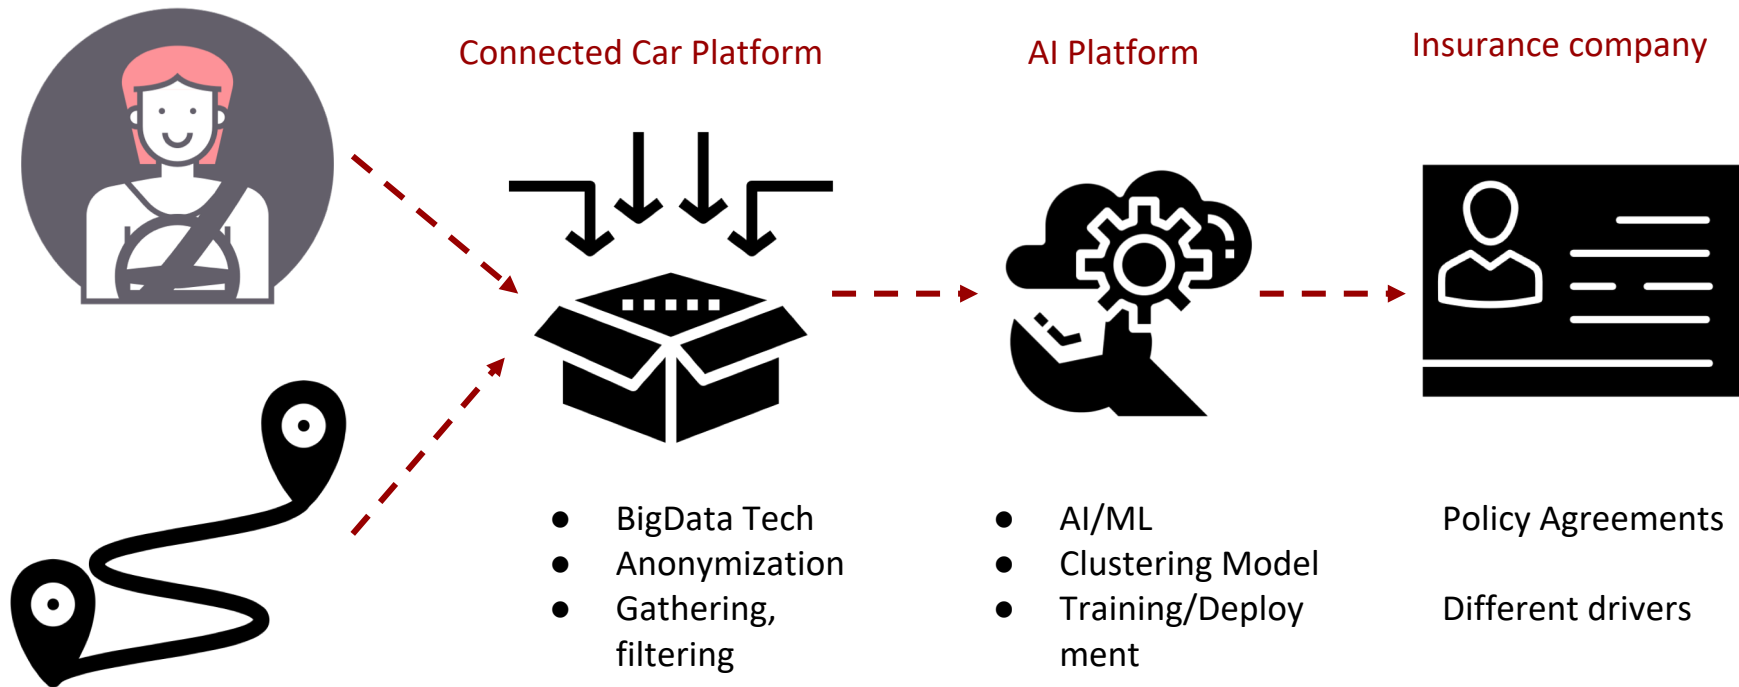 Connected Car Platform
AI Platform
Insurance company
● BigData Tech
● Anonymization
● Gathering,
filtering
● AI/ML
● Clustering Model
● Training/Deploy
ment
Policy Agreements
Different drivers